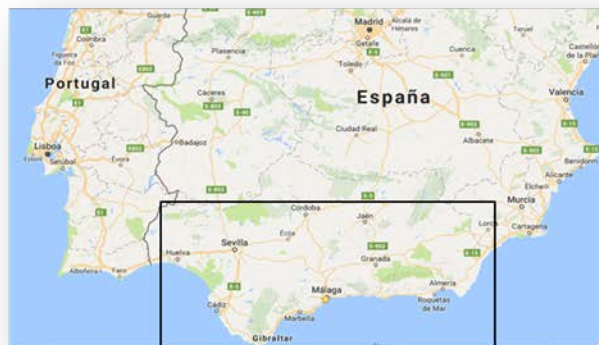 Madrid
Guarda
Alcalá de
Henares
Teruel
Coimbra
Getafe
Figueira
da Foz
Plasencia
Cuenca
Castellón
de la Plana
Toledo
Portugal
Cáceres
España
Valencia
Lisboa
Badajoz
Ciudad Real
Albacete
Estoril
Setúbal
Évora
Benidorm
Alicante
Elche
Murcia
Córdoba
Jaén
Lorca
Cartagena
Écija
Sevilla
Huelva
Granada
Albufeira
Faro
Málaga
Almería
Cádiz
Roquetas
de Mar
Marbella
Gibraltar